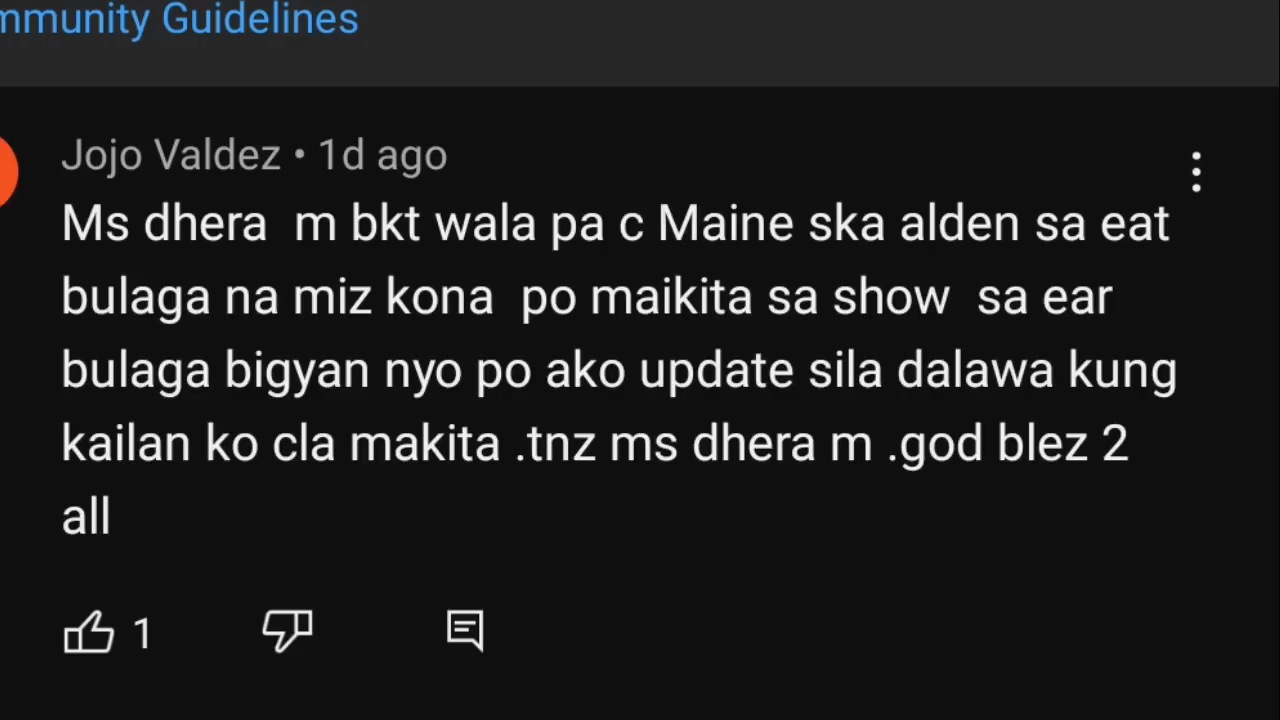 mmunity Guidelines
Jojo Valdez • 1d ago
Ms dhera  m bkt wala pa c Maine ska alden sa eat
bulaga na miz kona  po maikita sa show  sa ear
bulaga bigyan nyo po ako update sila dalawa kung
kailan ko cla makita .tnz ms dhera m .god blez 2
all
1